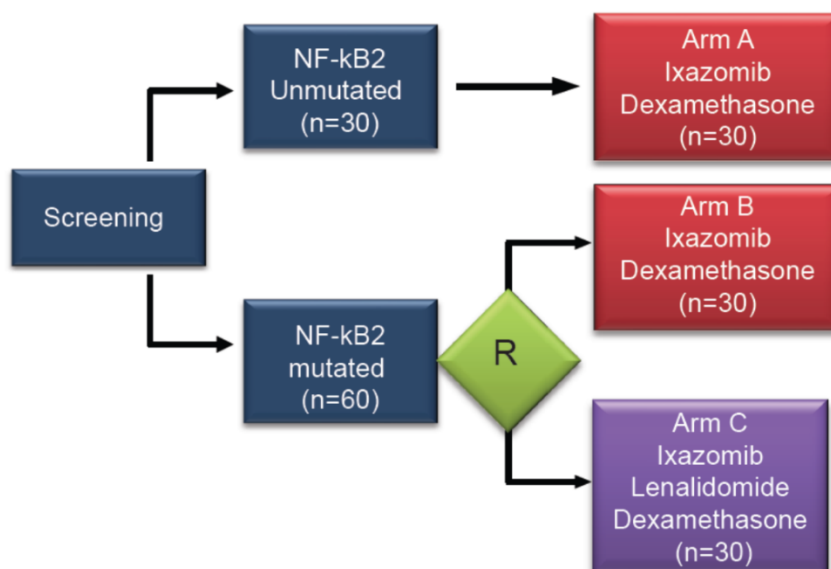 NF-kB2
Unmutated
(n=30)
Arm A
Ixazomib
Dexamethasone
(n=30)
Screening
Arm B
Ixazomib
Dexamethasone
(n=30)
NF-kB2
mutated
(n=60)
R
Arm C
Ixazomib
Lenalidomide
Dexamethasone
(n=30)